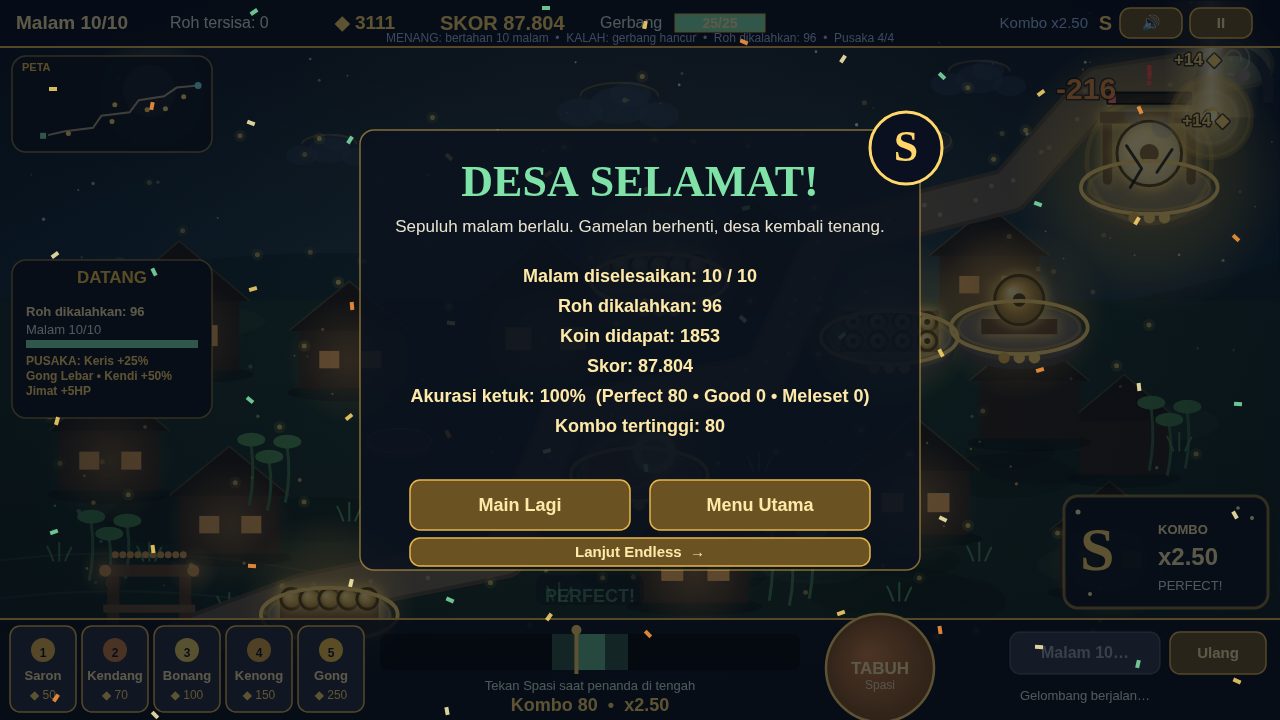 Malam 10/10
Roh tersisa: 0
◆ 3111
SKOR 87.804
Gerbang
25/25
Kombo x2.50
S
MENANG: bertahan 10 malam • KALAH: gerbang hancur • Roh dikalahkan: 96 • Pusaka 4/4
PETA
+14 ◆
-216
!
+14 ◆
S
DESA SELAMAT!
Sepuluh malam berlalu. Gamelan berhenti, desa kembali tenang.
DATANG
Roh dikalahkan: 96
Malam 10/10
PUSAKA: Keris +25%
Gong Lebar • Kendi +50%
Jimat +5HP
Malam diselesaikan: 10 / 10
Roh dikalahkan: 96
Koin didapat: 1853
Skor: 87.804
Akurasi ketuk: 100% (Perfect 80 • Good 0 • Meleset 0)
Kombo tertinggi: 80
Main Lagi
Menu Utama
Lanjut Endless →
S
KOMBO
x2.50
PERFECT!
PERFECT!
1
Saron
◆ 50
2
Kendang
◆ 70
3
Bonang
◆ 100
4
Kenong
◆ 150
5
Gong
◆ 250
Tekan Spasi saat penanda di tengah
Kombo 80 • x2.50
TABUH
Spasi
Malam 10…
Ulang
Gelombang berjalan…